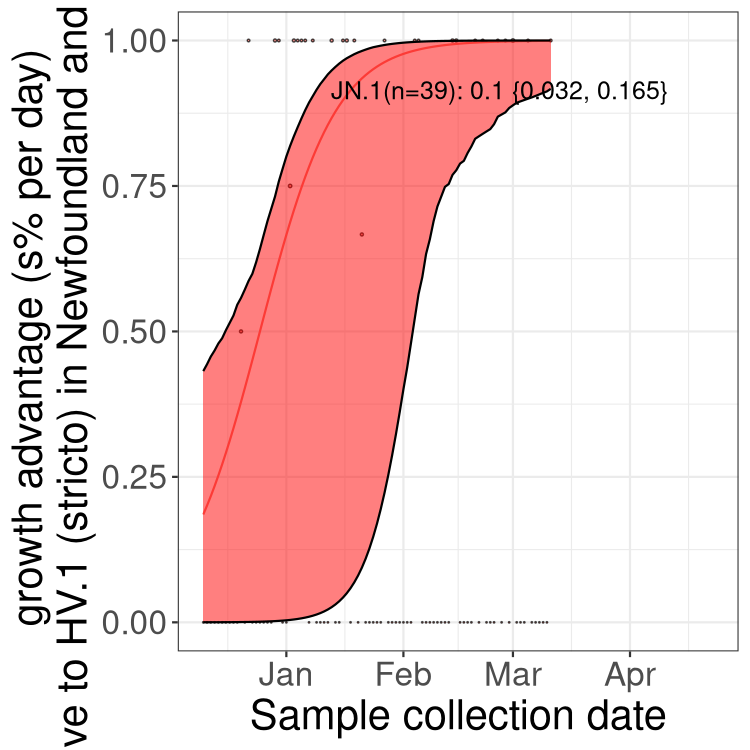 growth advantage (s% per day)
ve to HV.1 (stricto) in Newfoundland and
1.00
0.75
0.50
0.25
0.00
JN.1(n=39): 0.1 {0.032, 0.165}
Jan Feb Mar Apr
Sample collection date